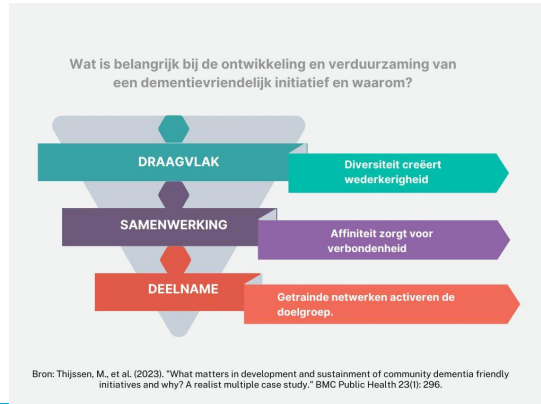 Wat is belangrijk bij de ontwikkeling en verduurzaming van
een dementievriendelijk initiatief en waarom?
DRAAGVLAK
Diversiteit creëert
wederkerigheid
SAMENWERKING
Affiniteit zorgt voor
verbondenheid
DEELNAME
Getrainde netwerken activeren de
doelgroep.
Bron: Thijssen, M., et al. (2023). "What matters in development and sustainment of community dementia friendly
initiatives and why? A realist multiple case study." BMC Public Health 23(1): 296.